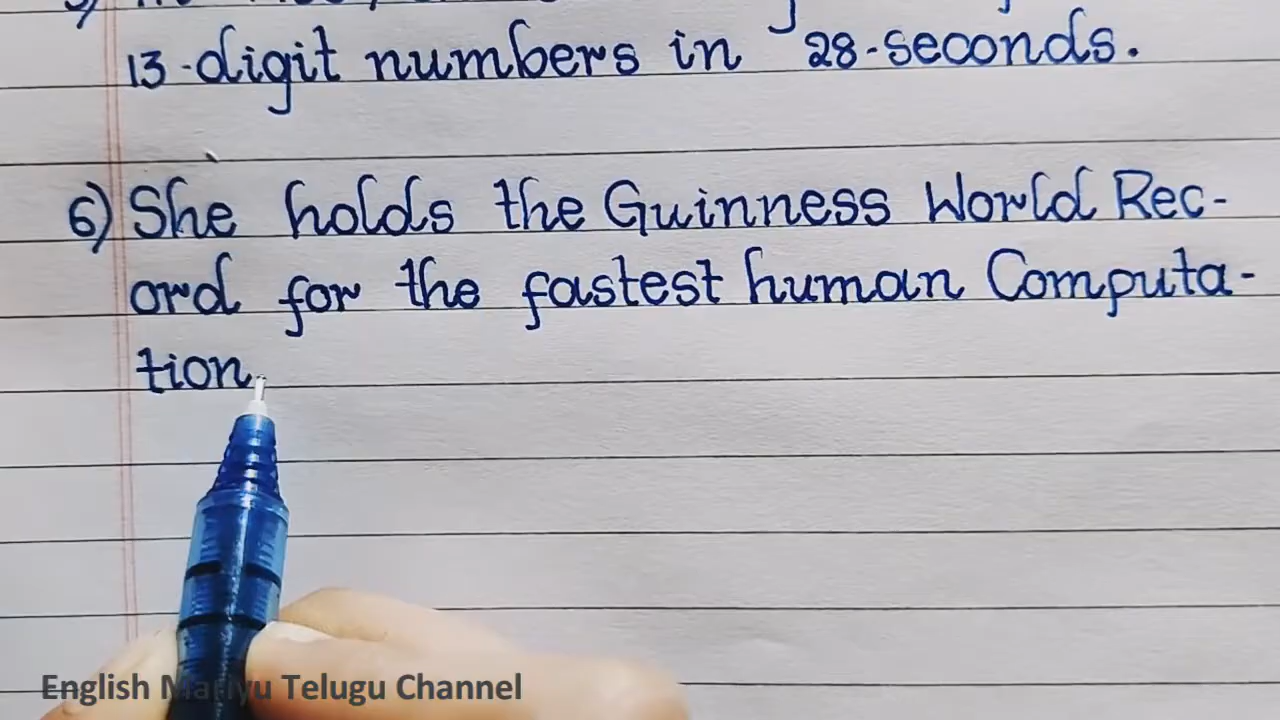 13-digit numbers in 28-seconds.
6) She holds the Guinness World Rec-
ord for the fastest human Computa-
tion.
English Mariyu Telugu Channel